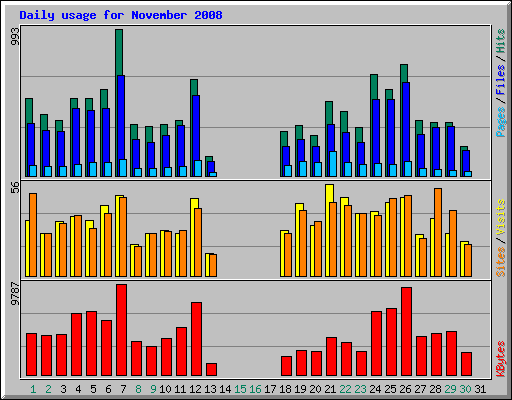 Daily usage for November 2008
993
Pages / Files / Hits
56
Sites / Visits
9787
KBytes
1 2 3 4 5 6 7 8 9 10 11 12 13 14 15 16 17 18 19 20 21 22 23 24 25 26 27 28 29 30 31